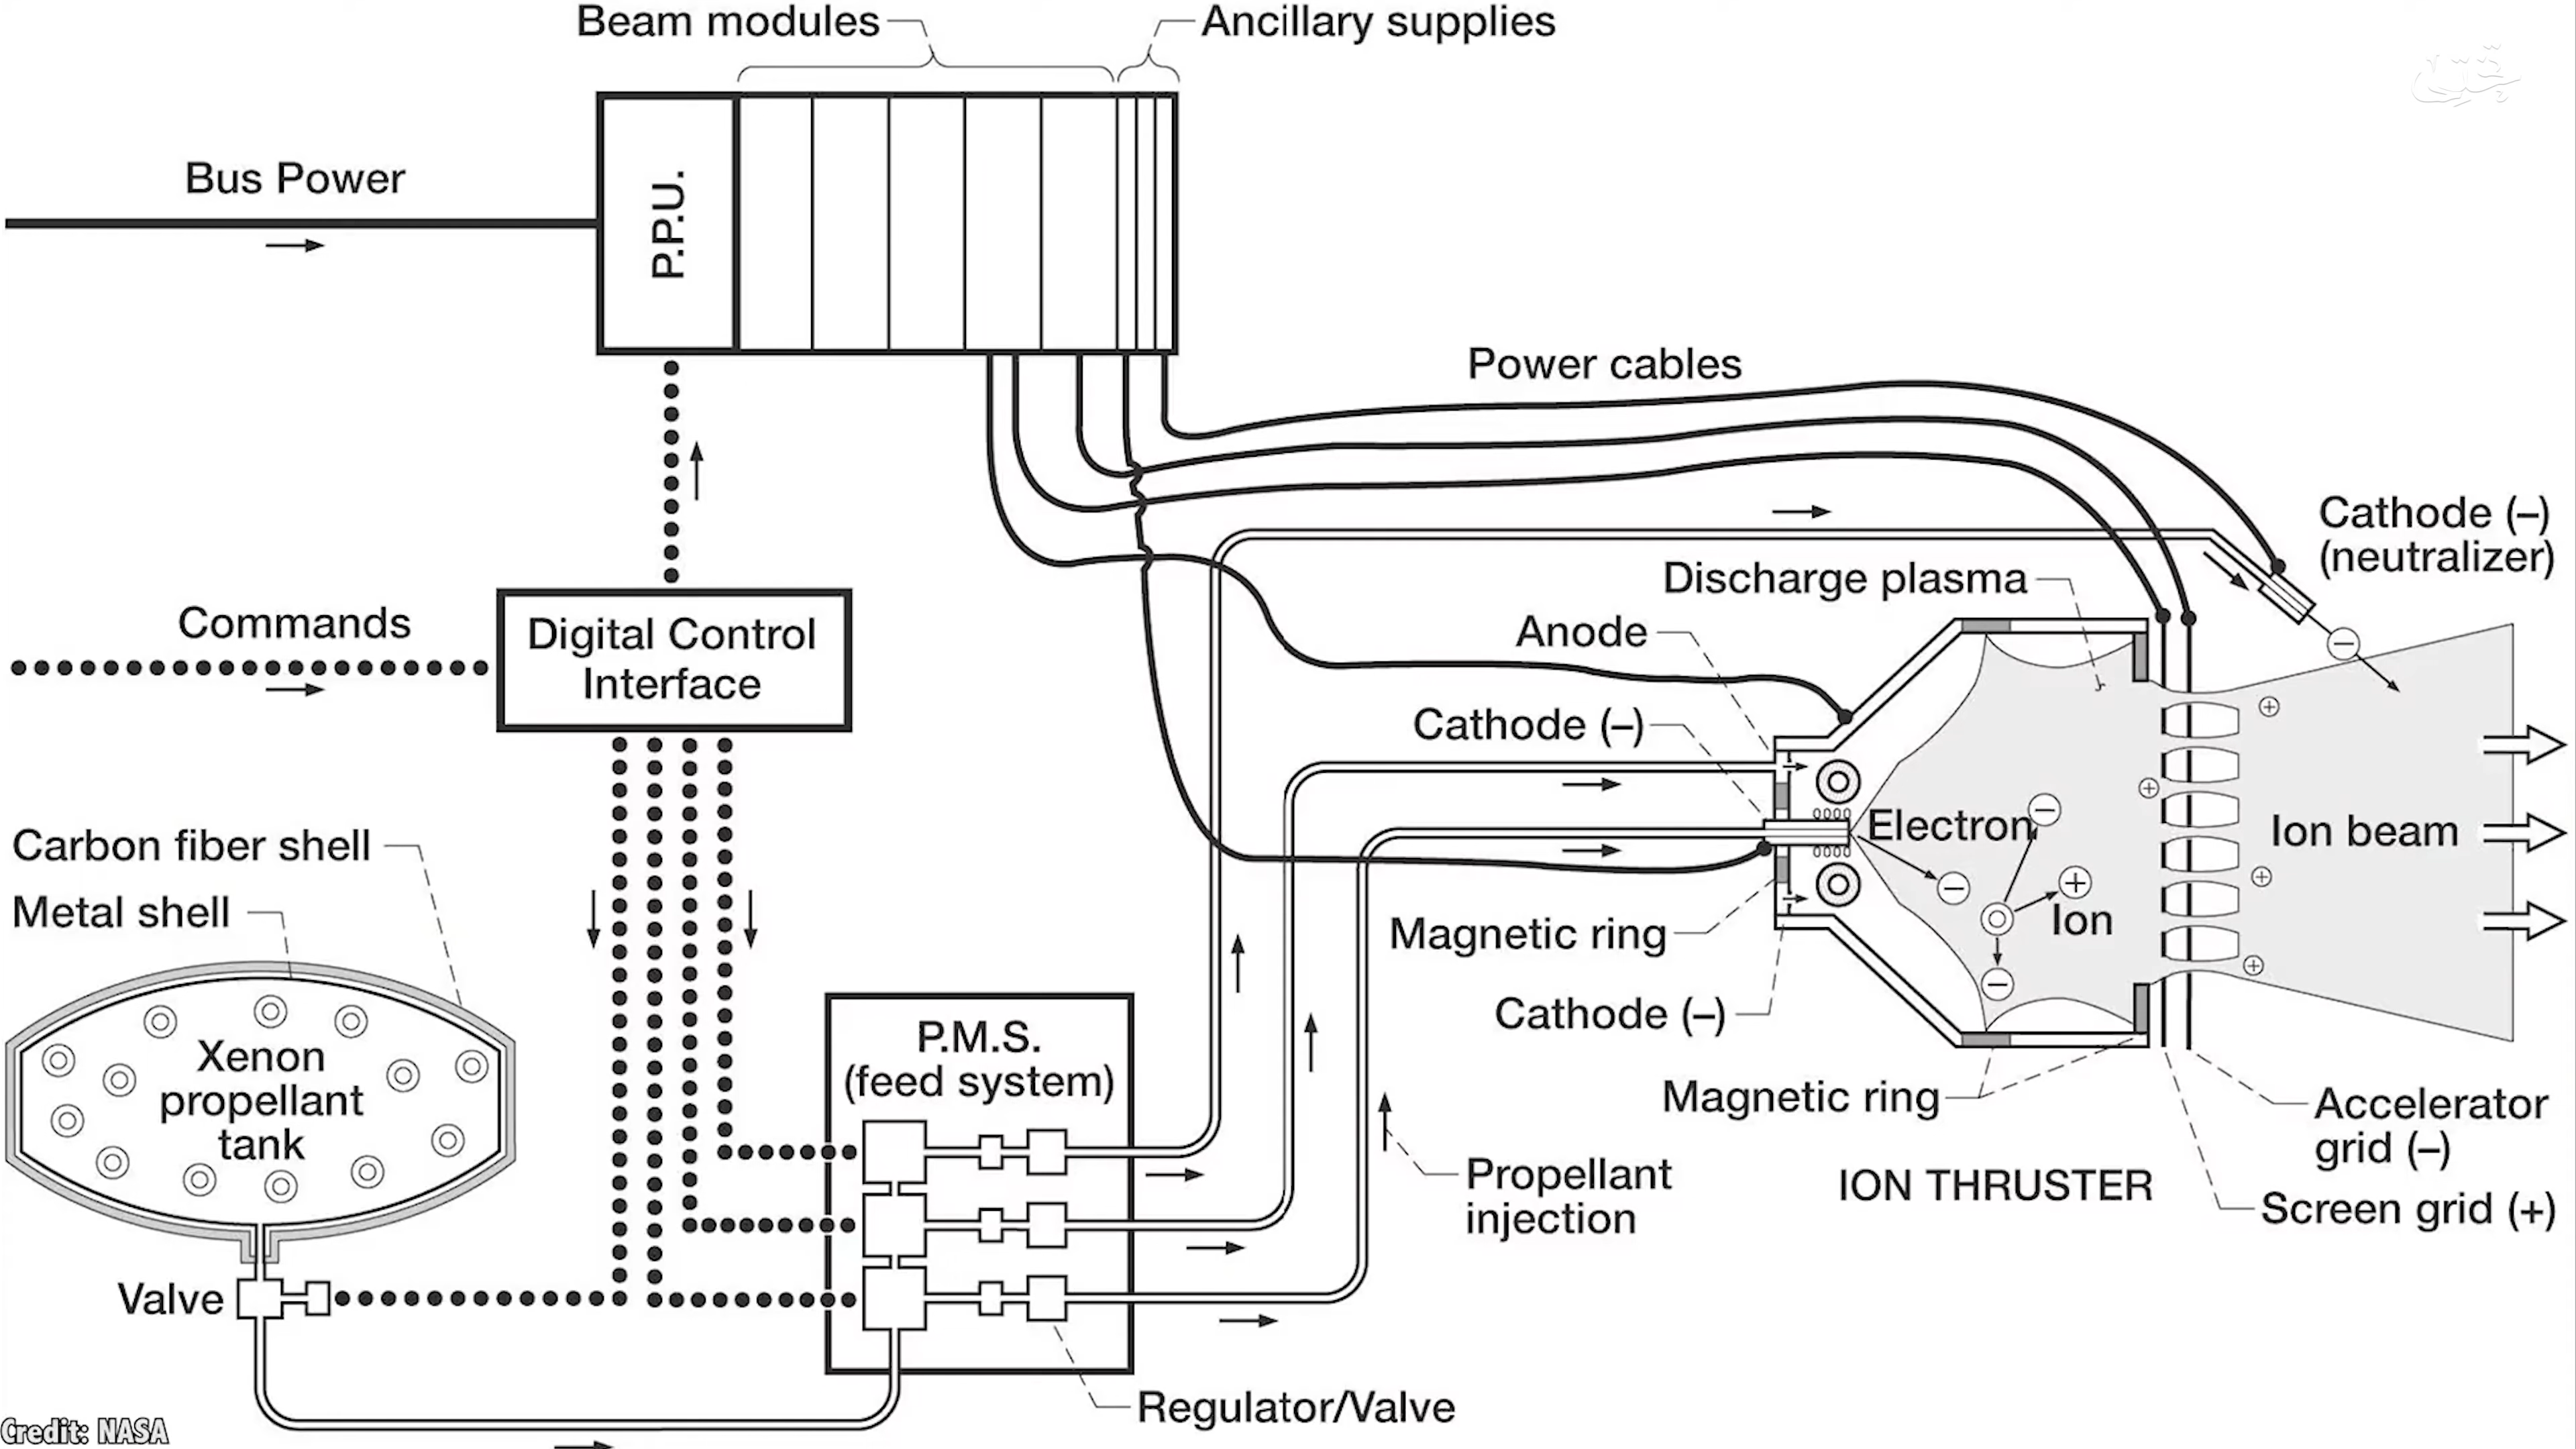 Beam modules
Ancillary supplies
Bus Power
P.P.U.
Power cables
Cathode (–)
(neutralizer)
Discharge plasma
Commands
Digital Control
Interface
Anode
Cathode (–)
Electron
Ion beam
Carbon fiber shell
Metal shell
Ion
Magnetic ring
Cathode (–)
Xenon
propellant
tank
P.M.S.
(feed system)
Magnetic ring
Accelerator
grid (–)
Propellant
injection
ION THRUSTER
Screen grid (+)
Valve
Regulator/Valve
Credit: NASA